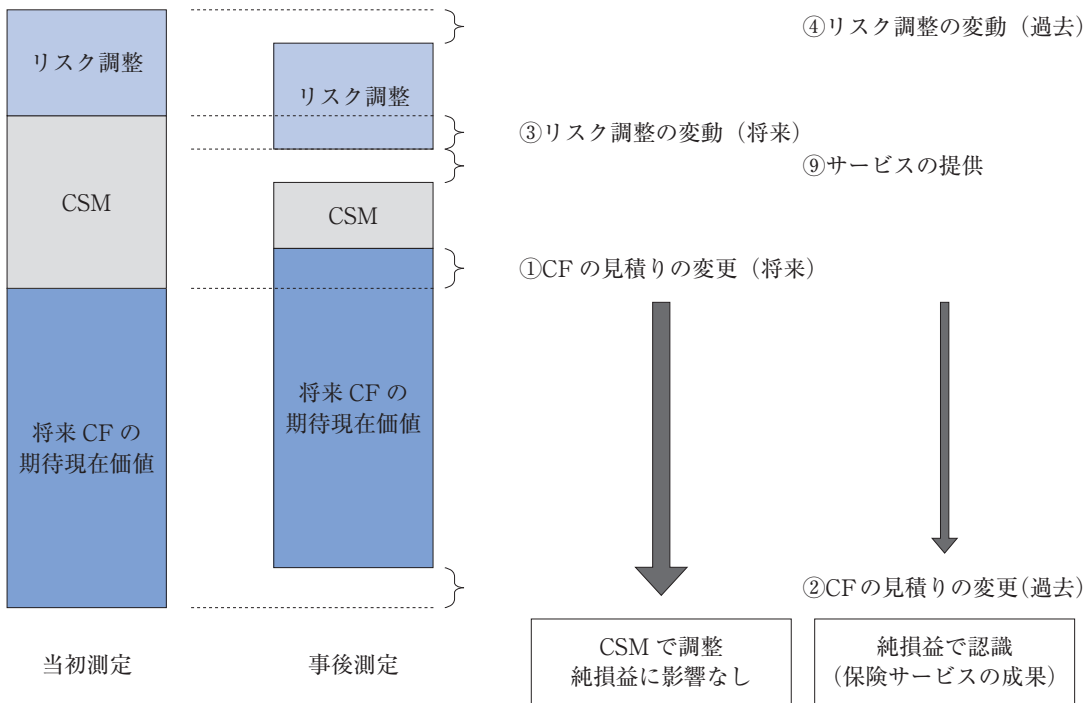 ④リスク調整の変動（過去）
リスク調整
リスク調整
③リスク調整の変動（将来）
⑨サービスの提供
CSM
CSM
①CF の見積りの変更（将来）
将来 CF の
期待現在価値
将来 CF の
期待現在価値
②CFの見積りの変更(過去)
当初測定
事後測定
CSM で調整
純損益に影響なし
純損益で認識
（保険サービスの成果）